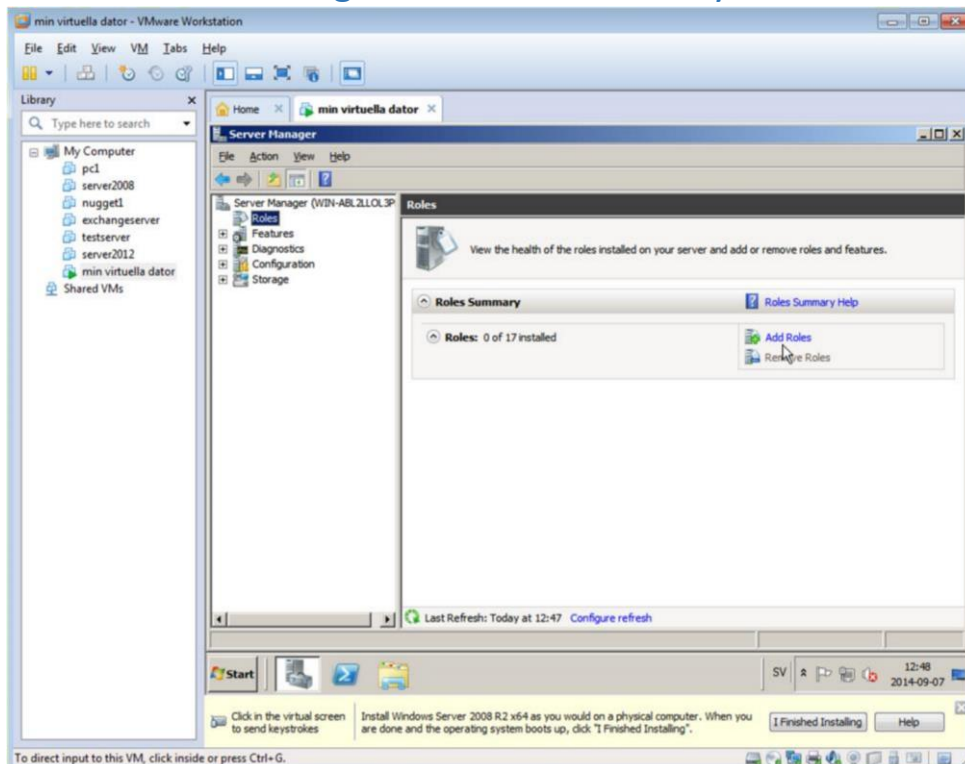 min virtuella dator - VMware Workstation
File Edit View VM Tabs Help
Library
Type here to search
My Computer
pc1
server2008
nugget1
exchangeserver
testserver
server2012
min virtuella dator
Shared VMs
Home
min virtuella dator
Server Manager
File Action View Help
Server Manager (WIN-ABL2LLOL3P
Roles
Features
Diagnostics
Configuration
Storage
Roles
View the health of the roles installed on your server and add or remove roles and features.
Roles Summary
Roles Summary Help
Roles: 0 of 17 installed
Add Roles
Remove Roles
Last Refresh: Today at 12:47 Configure refresh
Start
SV
12:48
2014-09-07
Click in the virtual screen
to send keystrokes
Install Windows Server 2008 R2 x64 as you would on a physical computer. When you
are done and the operating system boots up, click "I Finished Installing".
I Finished Installing
Help
To direct input to this VM, click inside or press Ctrl+G.